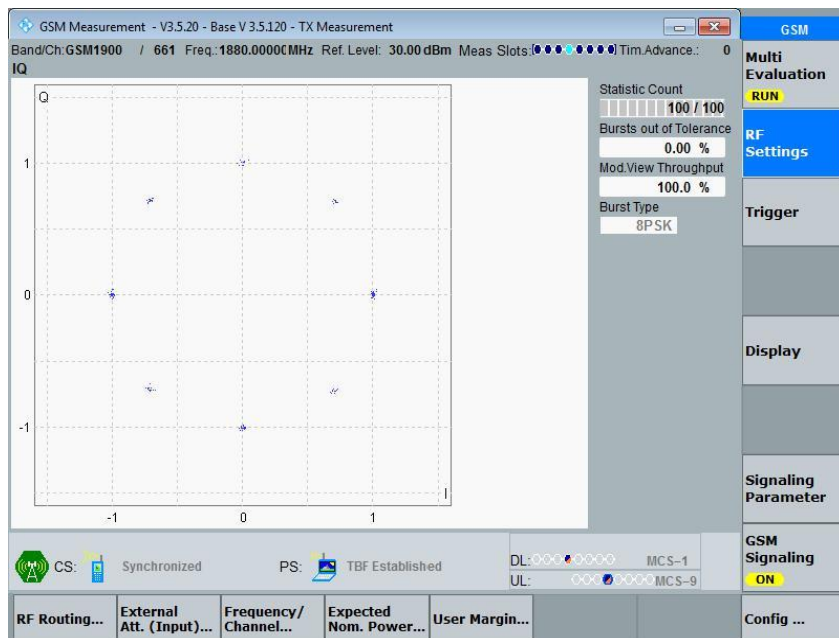 GSM Measurement - V3.5.20 - Base V 3.5.120 - TX Measurement
GSM
Band/Ch:GSM1900 / 661 Freq.:1880.00000MHz Ref. Level: 30.00 dBm Meas Slots: Tim.Advance.: 0
IQ
Multi
Evaluation
RUN
RF
Settings
Trigger
Display
Signaling
Parameter
GSM
Signaling
ON
Config ...
Q
1
0
-1
-1
0
1
I
Statistic Count
100 / 100
Bursts out of Tolerance
0.00 %
Mod.View Throughput
100.0 %
Burst Type
8PSK
CS: Synchronized
PS: TBF Established
DL: MCS-1
UL: MCS-9
RF Routing...
External
Att. (Input)...
Frequency/
Channel...
Expected
Nom. Power...
User Margin...